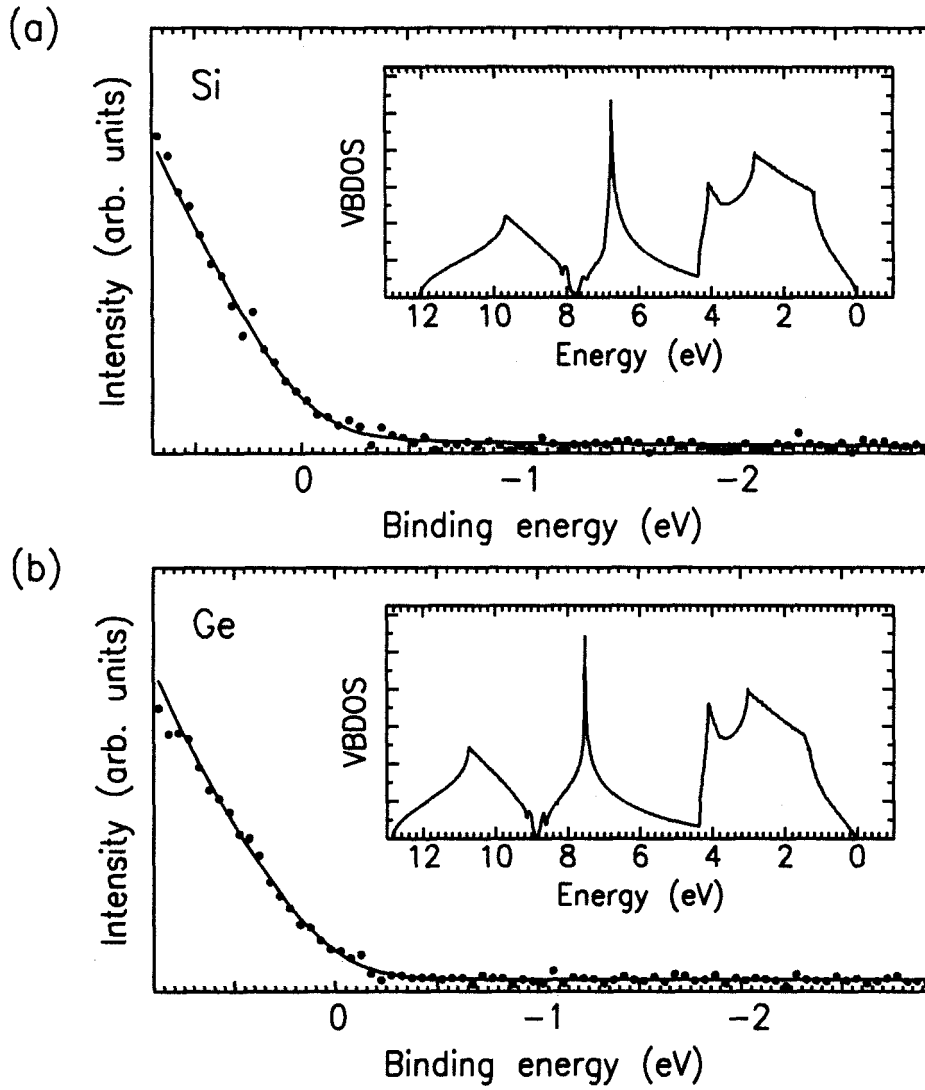 (a)
Si
Intensity (arb. units)
VBDOS
12 10 8 6 4 2 0
Energy (eV)
0 -1 -2
Binding energy (eV)
(b)
Ge
Intensity (arb. units)
VBDOS
12 10 8 6 4 2 0
Energy (eV)
0 -1 -2
Binding energy (eV)